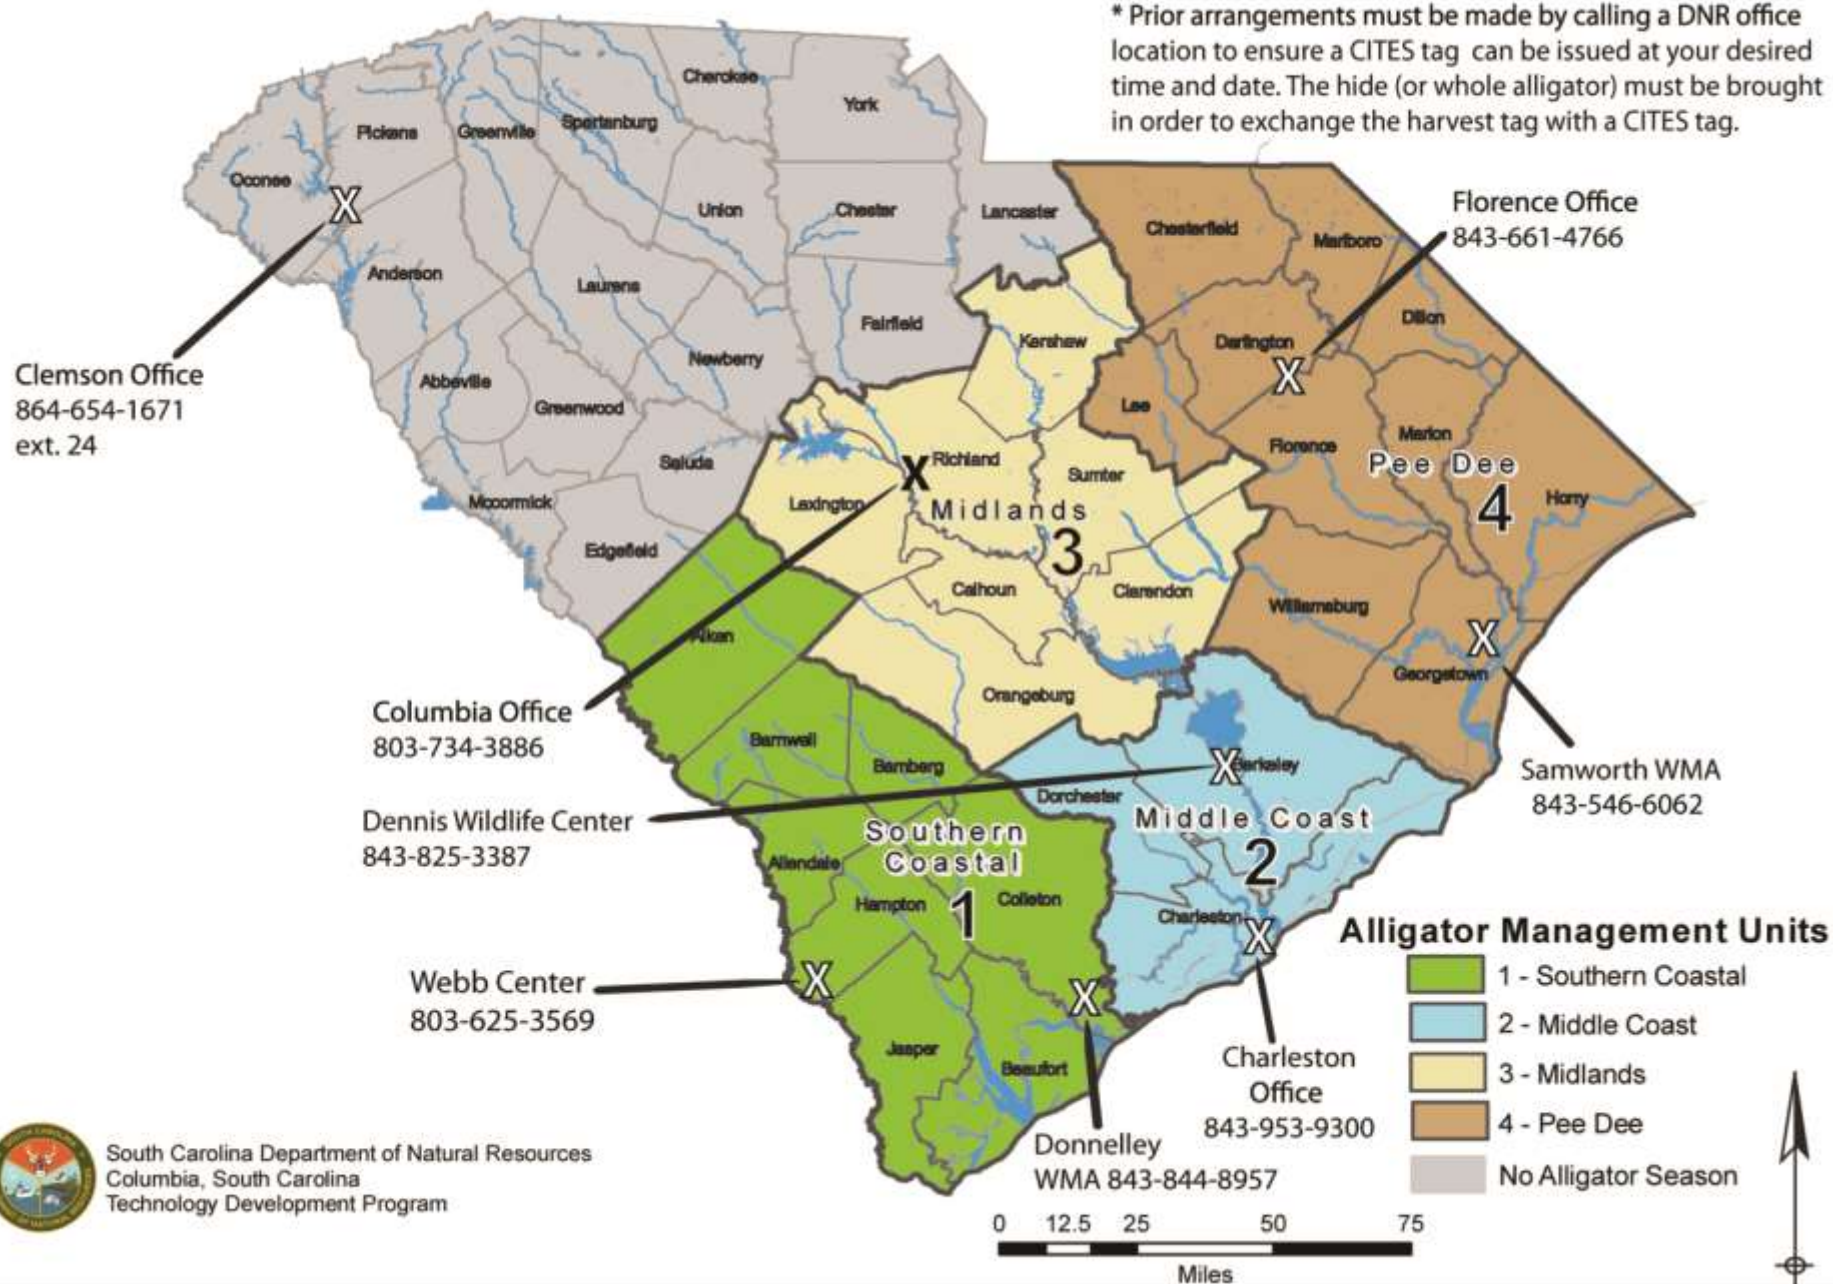 * Prior arrangements must be made by calling a DNR office
location to ensure a CITES tag can be issued at your desired
time and date. The hide (or whole alligator) must be brought
in order to exchange the harvest tag with a CITES tag.
Cherokee
York
Pickens
Greenville
Spartanburg
Oconee
X
Union
Chester
Lancaster
Chesterfield
Marlboro
Florence Office
843-661-4766
Anderson
Laurens
Fairfield
Kershaw
Darlington
Dillon
X
Newberry
Clemson Office
864-654-1671
ext. 24
Abbeville
Greenwood
Lee
Marion
Florence
Pee Dee
4
Horry
Saluda
X
Richland
Sumter
Mccormick
Lexington
Midlands
3
Edgefield
Calhoun
Clarendon
Williamsburg
X
Georgetown
Aiken
Orangeburg
Columbia Office
803-734-3886
Barnwell
Bamberg
X
Berkeley
Samworth WMA
843-546-6062
Dorchester
Dennis Wildlife Center
843-825-3387
Southern
Coastal
1
Middle Coast
2
Allendale
Hampton
Colleton
Charleston
X
Webb Center
803-625-3569
X
X
Jasper
Beaufort
Charleston
Office
843-953-9300
Donnelley
WMA 843-844-8957
Alligator Management Units
1 - Southern Coastal
2 - Middle Coast
3 - Midlands
4 - Pee Dee
No Alligator Season
South Carolina Department of Natural Resources
Columbia, South Carolina
Technology Development Program
0 12.5 25 50 75
Miles